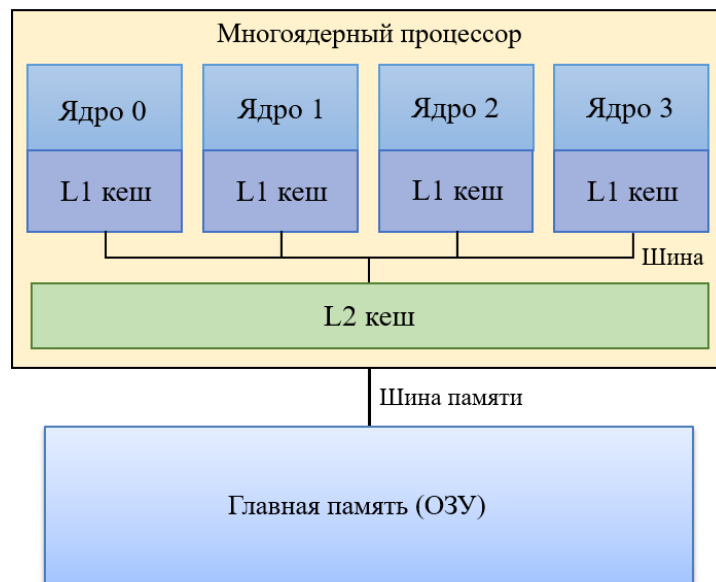 Многоядерный процессор
Ядро 0
Ядро 1
Ядро 2
Ядро 3
L1 кеш
L1 кеш
L1 кеш
L1 кеш
Шина
L2 кеш
Шина памяти
Главная память (ОЗУ)